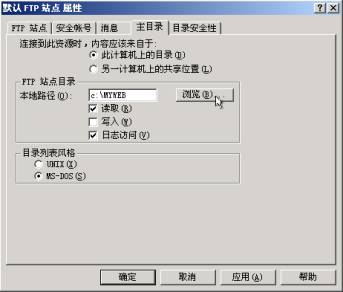 默认 FTP 站点 属性
FTP 站点 安全帐号 消息 主目录 目录安全性
连接到此资源时，内容应该来自于:
此计算机上的目录(D)
另一计算机上的共享位置(L)
FTP 站点目录
本地路径(O): c:\MYWEB 浏览(B)...
读取(R)
写入(W)
日志访问(V)
目录列表风格
UNIX(X)
MS-DOS(S)
确定 取消 应用(A) 帮助